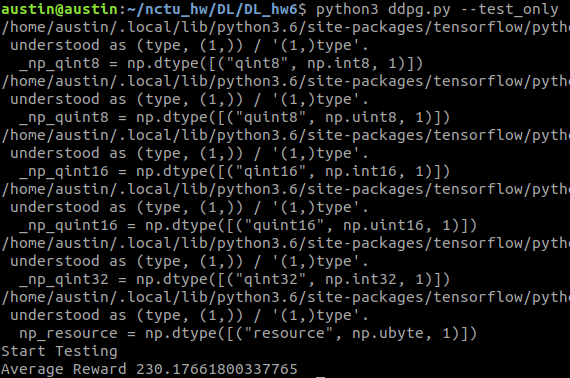 austin@austin:~/nctu_hw/DL/DL_hw6$ python3 ddpg.py --test_only
/home/austin/.local/lib/python3.6/site-packages/tensorflow/pytho
 understood as (type, (1,)) / '(1,)type'.
  _np_qint8 = np.dtype([("qint8", np.int8, 1)])
/home/austin/.local/lib/python3.6/site-packages/tensorflow/pytho
 understood as (type, (1,)) / '(1,)type'.
  _np_quint8 = np.dtype([("quint8", np.uint8, 1)])
/home/austin/.local/lib/python3.6/site-packages/tensorflow/pytho
 understood as (type, (1,)) / '(1,)type'.
  _np_qint16 = np.dtype([("qint16", np.int16, 1)])
/home/austin/.local/lib/python3.6/site-packages/tensorflow/pytho
 understood as (type, (1,)) / '(1,)type'.
  _np_quint16 = np.dtype([("quint16", np.uint16, 1)])
/home/austin/.local/lib/python3.6/site-packages/tensorflow/pytho
 understood as (type, (1,)) / '(1,)type'.
  _np_qint32 = np.dtype([("qint32", np.int32, 1)])
/home/austin/.local/lib/python3.6/site-packages/tensorflow/pytho
 understood as (type, (1,)) / '(1,)type'.
  np_resource = np.dtype([("resource", np.ubyte, 1)])
Start Testing
Average Reward 230.17661800337765